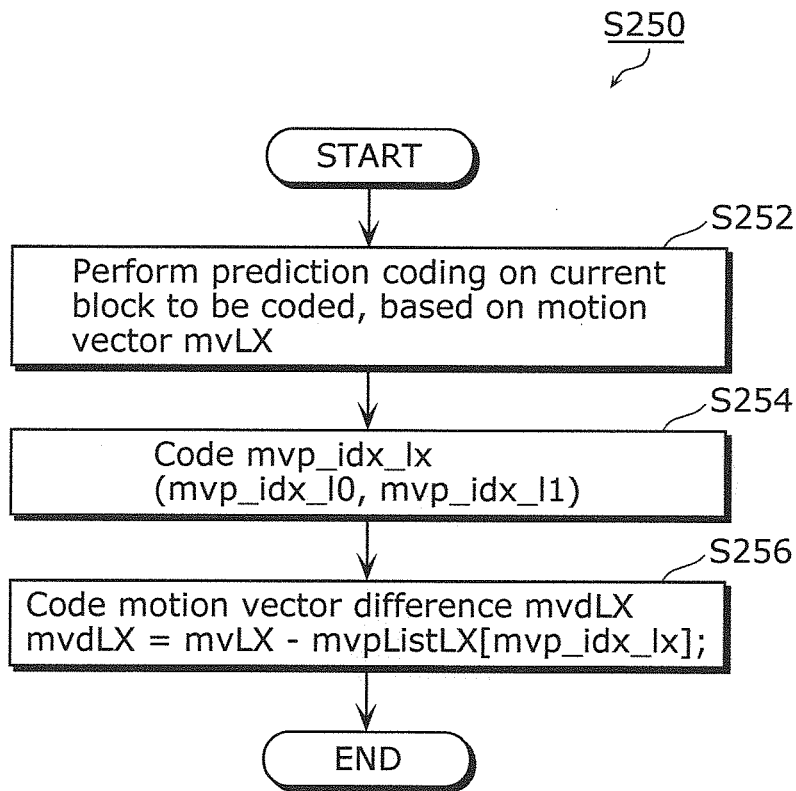 S250
START
S252
Perform prediction coding on current
block to be coded, based on motion
vector mvLX
S254
Code mvp_idx_lx
(mvp_idx_l0, mvp_idx_l1)
S256
Code motion vector difference mvdLX
mvdLX = mvLX - mvpListLX[mvp_idx_lx];
END